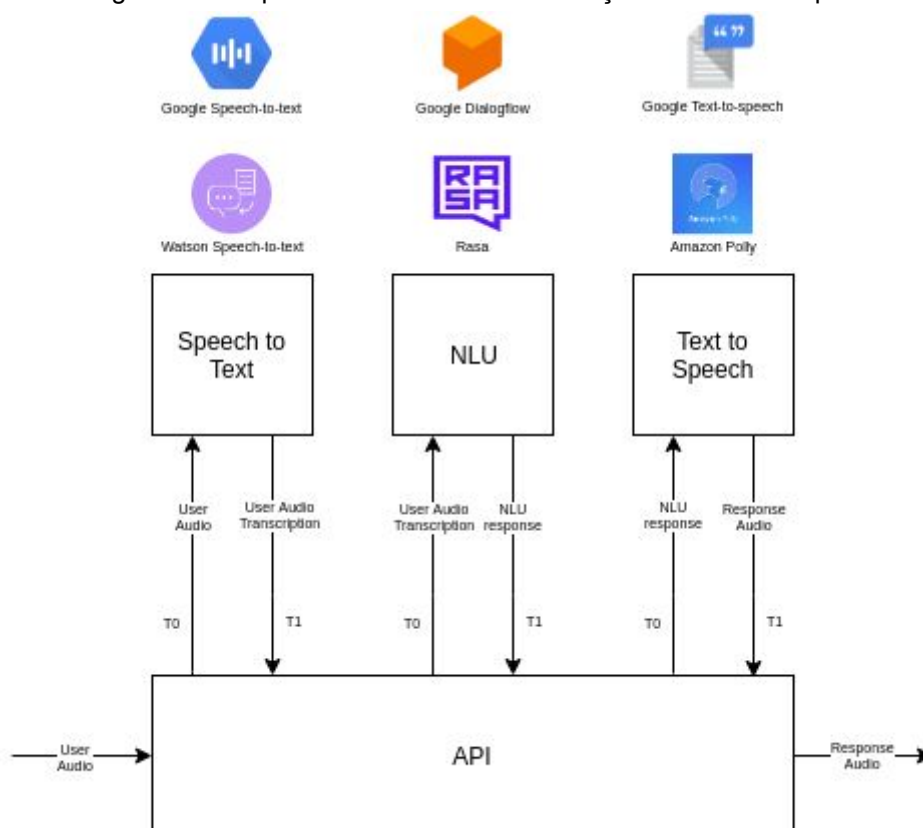 Google Speech-to-text
Google Dialogflow
Google Text-to-speech
RA
SA
Watson Speech-to-text
Rasa
Amazon Polly
Speech to
Text
NLU
Text to
Speech
User
Audio
User Audio
Transcription
User Audio
Transcription
NLU
response
NLU
response
Response
Audio
T0
T1
T0
T1
T0
T1
User
Audio
API
Response
Audio